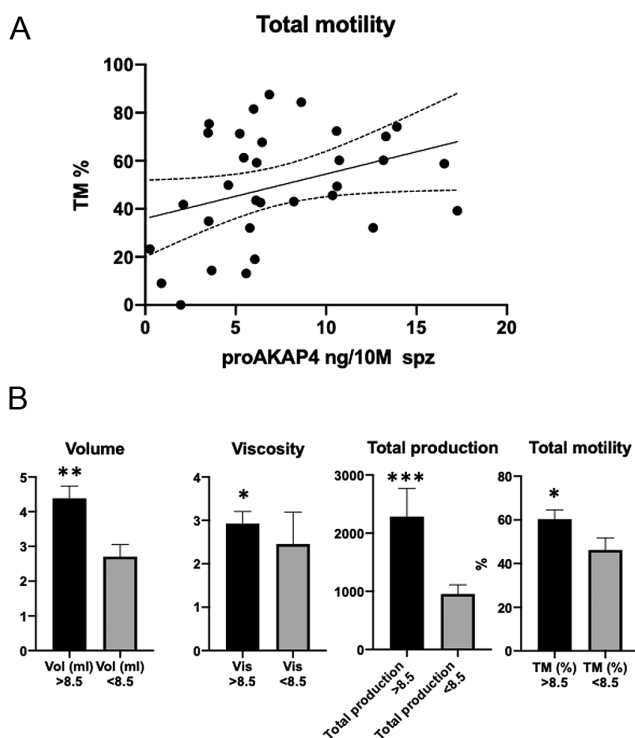 A
Total motility
TM %
100
80
60
40
20
0
0 5 10 15 20
proAKAP4 ng/10M spz
B
Volume
5
4
3
2
1
0
**
Vol (ml) Vol (ml)
>8.5 <8.5
Viscosity
4
3
2
1
0
*
Vis Vis
>8.5 <8.5
Total production
3000
2000
1000
0
***
Total production
>8.5
Total production
<8.5
Total motility
%
80
60
40
20
0
*
TM (%) TM (%)
>8.5 <8.5